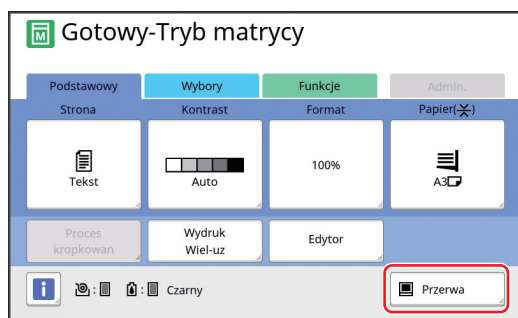 Gotowy-Tryb matrycy
Podstawowy Wybory Funkcje Admin.
Strona Kontrast Format Papier( )
Tekst Auto 100% A3
Proces kropkowan Wydruk Wiel-uz Edytor
i : : Czarny Przerwa